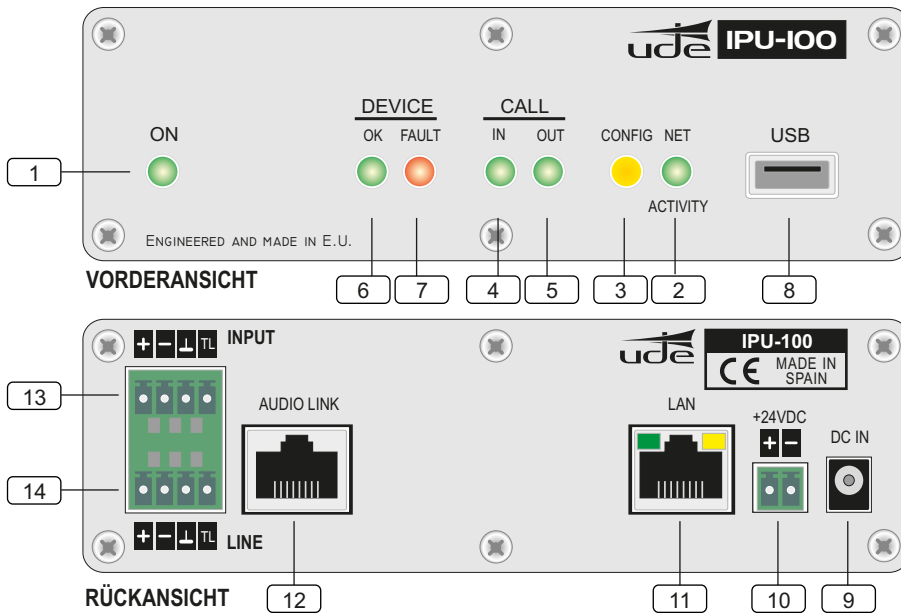 ude IPU-100
DEVICE CALL
ON OK FAULT IN OUT CONFIG NET USB
1
ACTIVITY
ENGINEERED AND MADE IN E.U.
VORDERANSICHT
6 7 4 5 3 2 8
+ - ⊥ TL INPUT
ude IPU-100
CE MADE IN
SPAIN
13
AUDIO LINK LAN +24VDC
+ - DC IN
14
+ - ⊥ TL LINE
RÜCKANSICHT
12 11 10 9